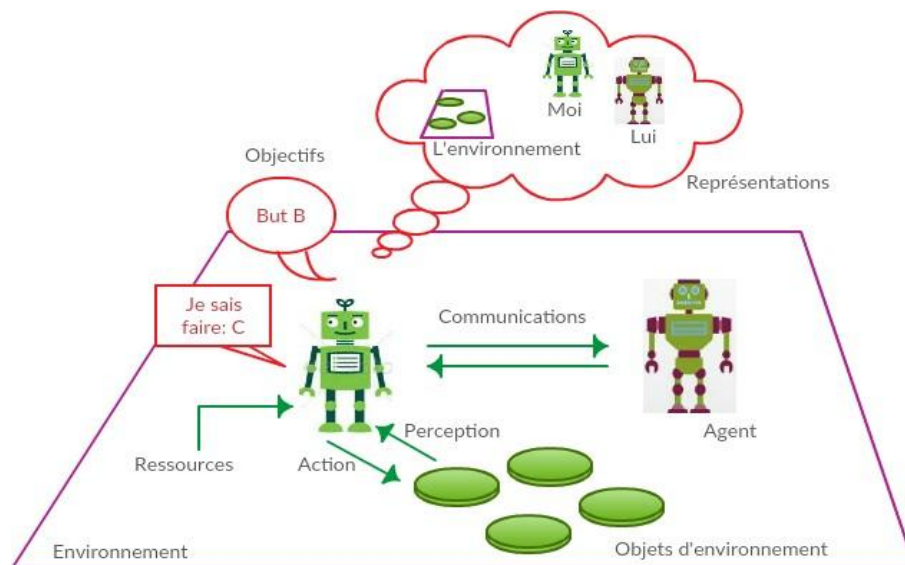 Moi
Lui
L'environnement
Représentations
Objectifs
But B
Je sais
faire: C
Communications
Agent
Perception
Ressources
Action
Environnement
Objets d'environnement